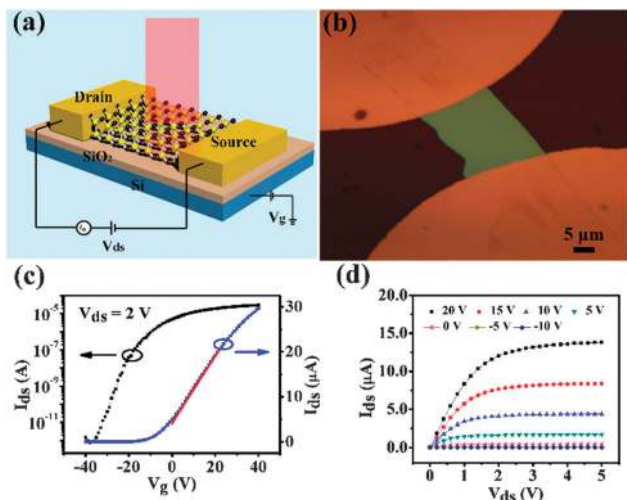 (a)
Drain
Source
SiO₂
Si
Vds
Vg
(b)
5 μm
(c)
Vds = 2 V
10⁻⁵
10⁻⁷
10⁻⁹
10⁻¹¹
Ids (A)
30
20
10
0
Ids (μA)
-40 -20 0 20 40
Vg (V)
(d)
20 V 15 V 10 V 5 V
0 V -5 V -10 V
15.0
10.0
5.0
0.0
Ids (μA)
0 1 2 3 4 5
Vds (V)